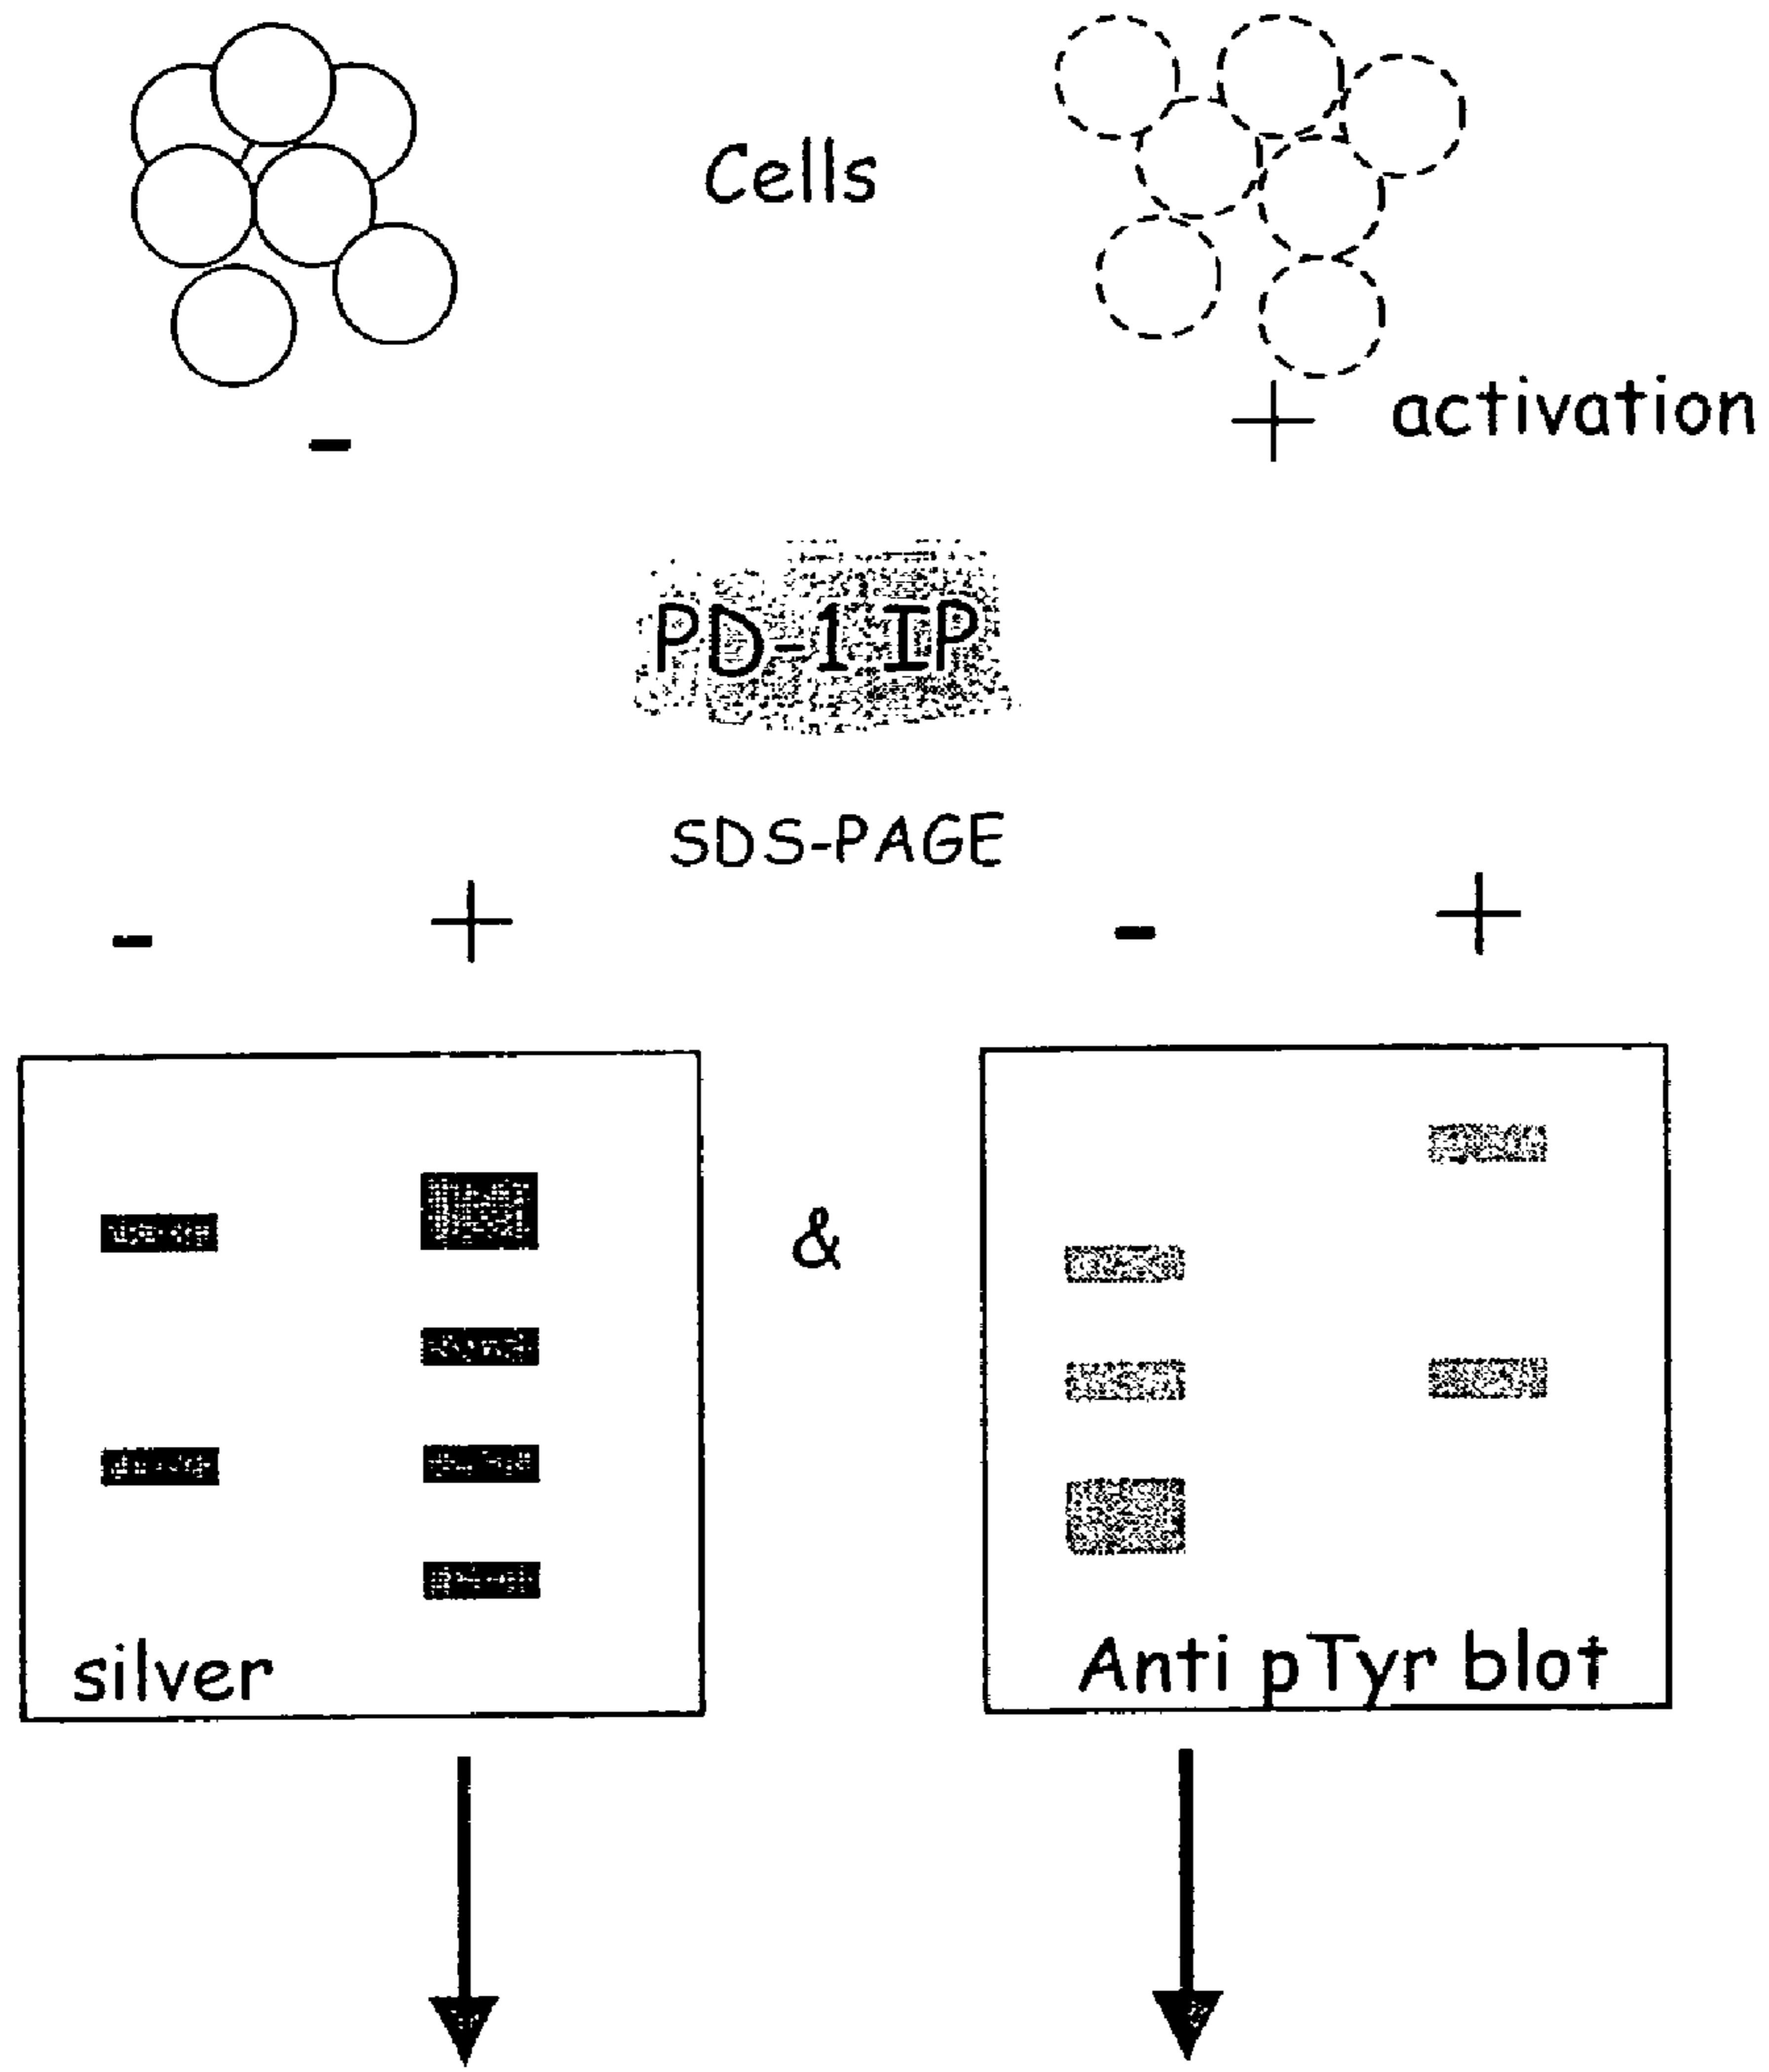 Cells
- + activation
PD-1 IP
SDS-PAGE
- + - +
&
silver Anti pTyr blot